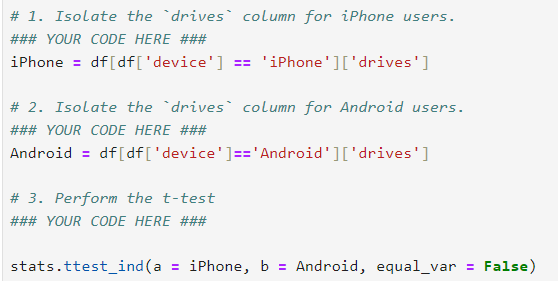 # 1. Isolate the `drives` column for iPhone users.
### YOUR CODE HERE ###
iPhone = df[df['device'] == 'iPhone']['drives']
# 2. Isolate the `drives` column for Android users.
### YOUR CODE HERE ###
Android = df[df['device']=='Android']['drives']
# 3. Perform the t-test
### YOUR CODE HERE ###
stats.ttest_ind(a = iPhone, b = Android, equal_var = False)